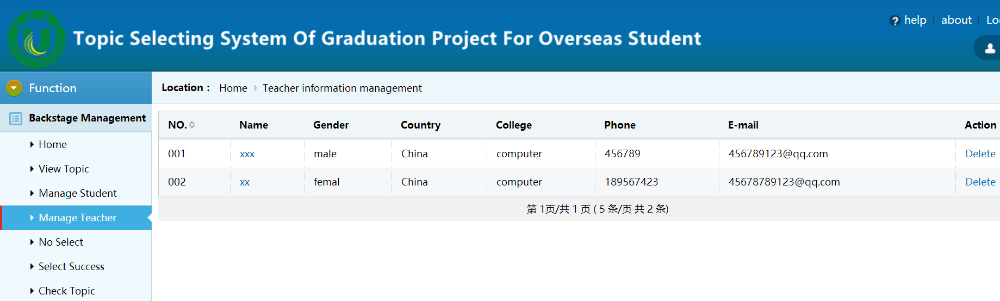 help about
Topic Selecting System Of Graduation Project For Overseas Student
Function
Location： Home Teacher information management
Backstage Management
NO. Name Gender Country College Phone E-mail Action
Home
001 xxx male China computer 456789 456789123@qq.com Delete
View Topic
002 xx femal China computer 189567423 45678789123@qq.com Delete
Manage Student
第 1页/共 1 页 ( 5 条/页 共 2 条)
Manage Teacher
No Select
Select Success
Check Topic